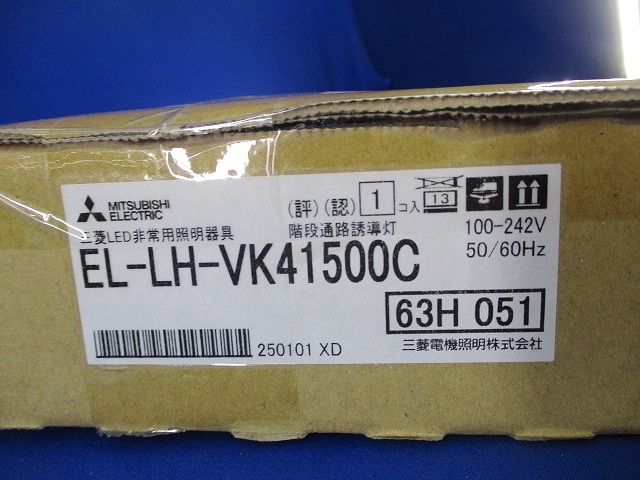 MITSUBISHI
ELECTRIC
(評)(認) 1 コ入
13
三菱LED非常用照明器具
階段通路誘導灯
100-242V
50/60Hz
EL-LH-VK41500C
63H 051
250101 XD
三菱電機照明株式会社